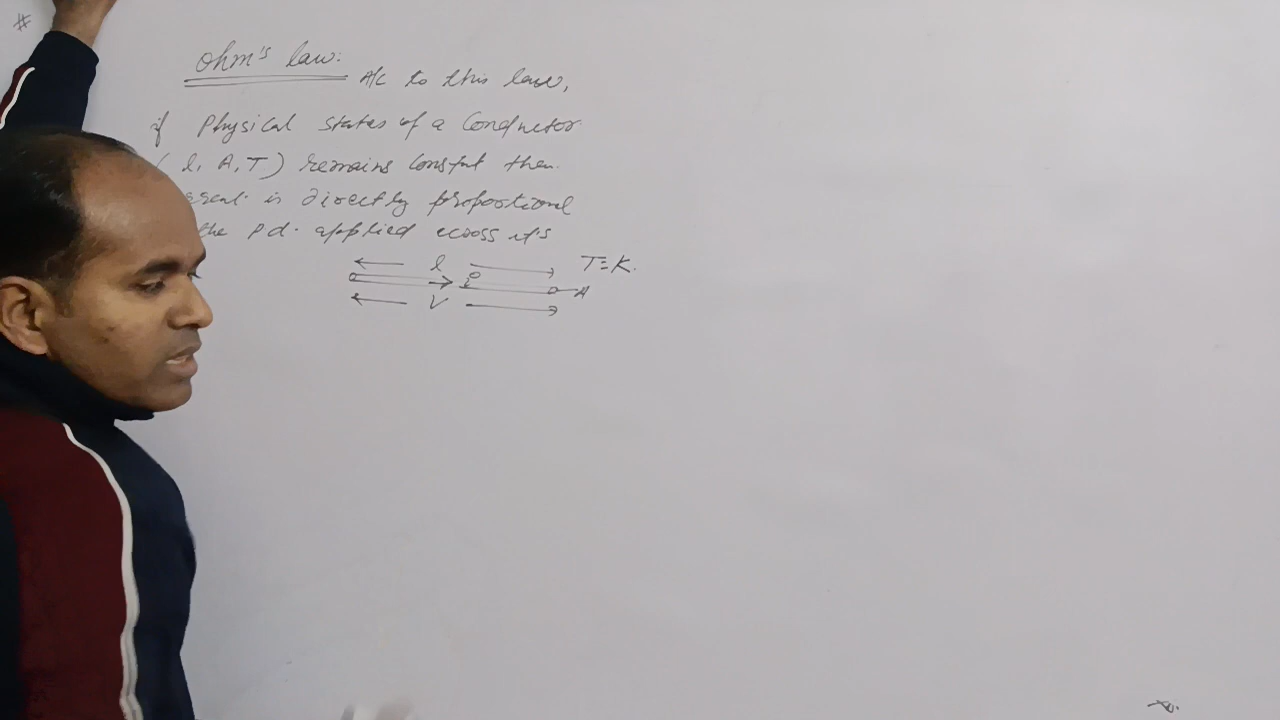 #
Ohm's law:
A/c to this law,
if Physical states of a Conductor
( l, A, T) remains constant then
is directly proportional
the Pd. applied across it's
l
T=K.
i
A
V